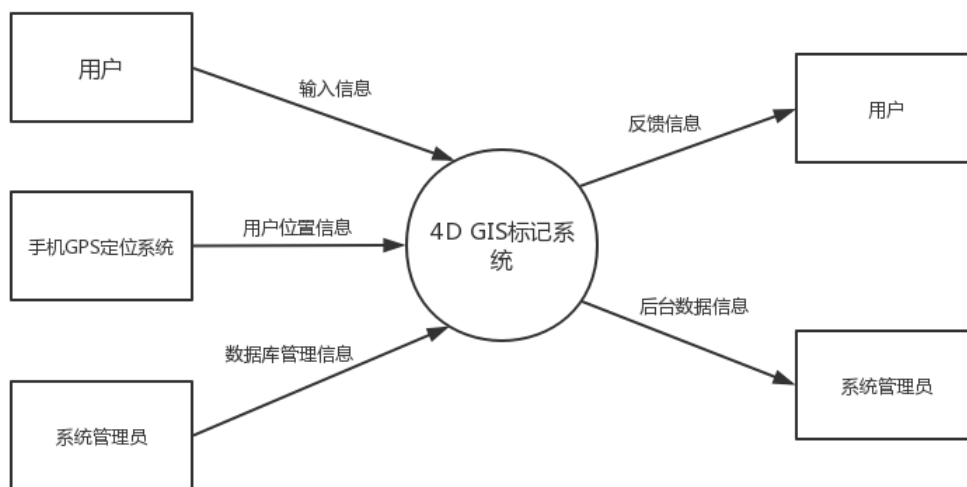 用户
输入信息
用户
反馈信息
手机GPS定位系统
用户位置信息
4D GIS标记系
统
后台数据信息
数据库管理信息
系统管理员
系统管理员